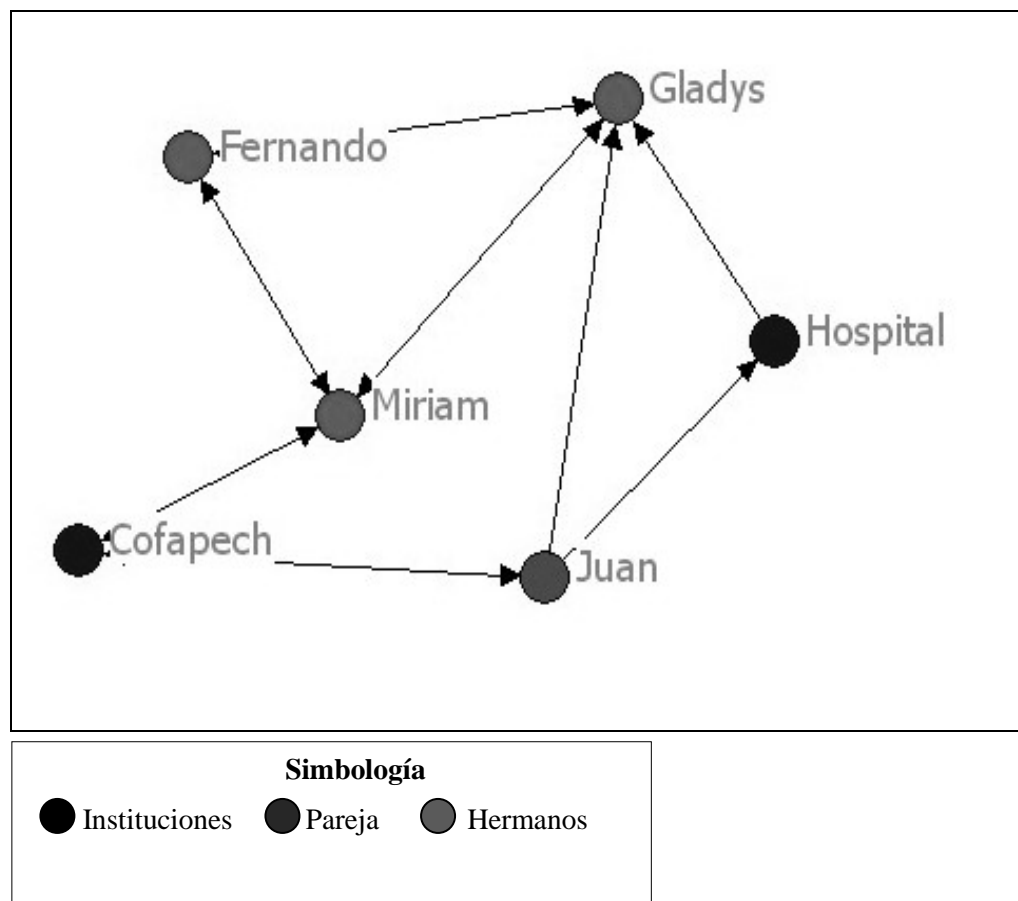 Gladys
Fernando
Hospital
Miriam
Cofapech
Juan
Simbología
Instituciones Pareja Hermanos